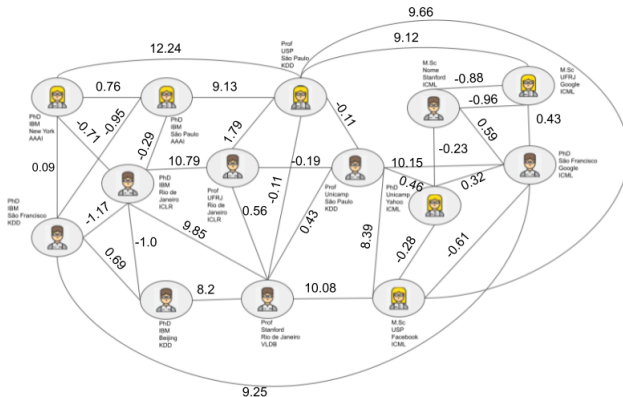 9.66
12.24
9.12
Prof
USP
São Paulo
KDD
M.Sc
Nome
Stanford
ICML
M.Sc
UFRJ
Google
ICML
0.76
9.13
-0.88
-0.96
PhD
IBM
New York
AAAI
-0.95
-0.71
-0.29
PhD
IBM
São Paulo
AAAI
1.79
-0.11
0.59
0.43
-0.23
0.09
10.79
-0.19
10.15
PhD
São Francisco
Google
ICML
PhD
IBM
Rio de
Janeiro
ICLR
Prof
UFRJ
Rio de
Janeiro
ICLR
-0.11
Prof
Unicamp
São Paulo
KDD
PhD
Unicamp
Yahoo
ICML
0.46
0.32
PhD
IBM
São Francisco
KDD
-1.17
0.56
0.43
-1.0
9.85
8.39
-0.28
-0.61
0.69
8.2
10.08
PhD
IBM
Beijing
KDD
Prof
Stanford
Rio de Janeiro
VLDB
M.Sc
USP
Facebook
ICML
9.25